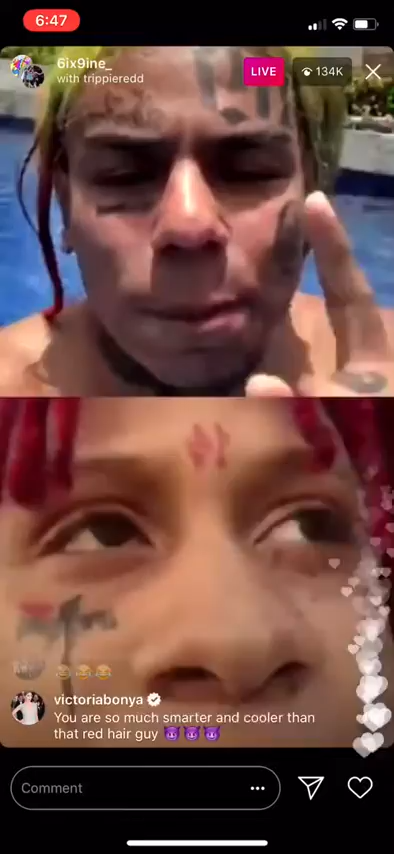 6:47
6ix9ine_
with trippieredd
LIVE
134K
😂😂😂
victoriabonya
You are so much smarter and cooler than
that red hair guy 😈😈😈
Comment